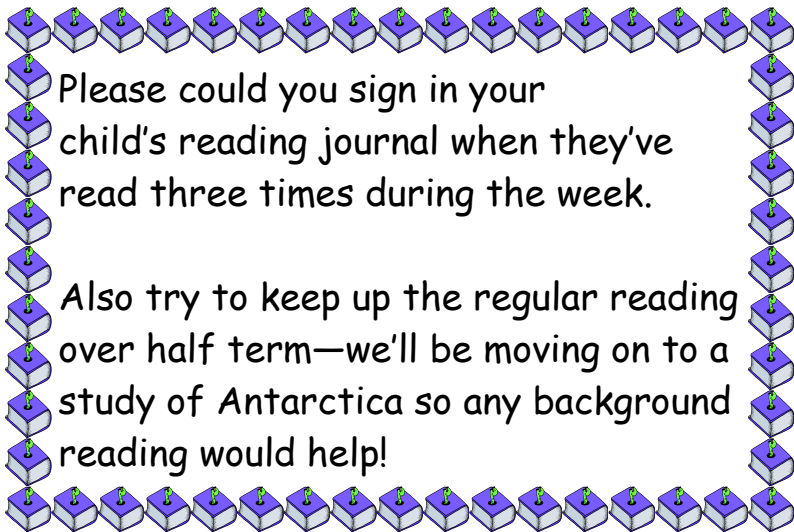 Please could you sign in your
child's reading journal when they've
read three times during the week.
Also try to keep up the regular reading
over half term—we'll be moving on to a
study of Antarctica so any background
reading would help!